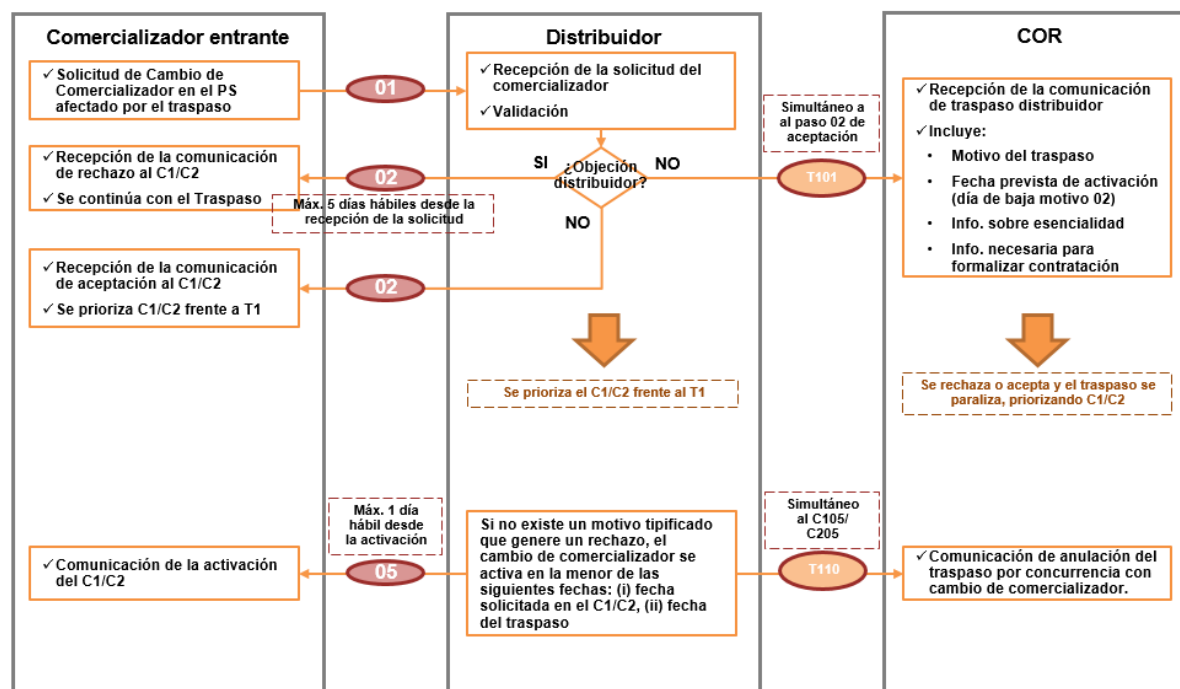 Comercializador entrante
✓ Solicitud de Cambio de
Comercializador en el PS
afectado por el traspaso
✓ Recepción de la comunicación
de rechazo al C1/C2
✓ Se continúa con el Traspaso
✓ Recepción de la comunicación
de aceptación al C1/C2
✓ Se prioriza C1/C2 frente a T1
✓ Comunicación de la activación
del C1/C2
01
02
Máx. 5 días hábiles desde la
recepción de la solicitud
02
Máx. 1 día
hábil desde
la activación
05
Distribuidor
✓ Recepción de la solicitud del
comercializador
✓ Validación
SI
¿Objeción
distribuidor?
NO
NO
Se prioriza el C1/C2 frente al T1
Si no existe un motivo tipificado
que genere un rechazo, el
cambio de comercializador se
activa en la menor de las
siguientes fechas: (i) fecha
solicitada en el C1/C2, (ii) fecha
del traspaso
Simultáneo a
al paso 02 de
aceptación
T101
Simultáneo
al C105/
C205
T110
COR
✓ Recepción de la comunicación
de traspaso distribuidor
✓ Incluye:
• Motivo del traspaso
• Fecha prevista de activación
(día de baja motivo 02)
• Info. sobre esencialidad
• Info. necesaria para
formalizar contratación
Se rechaza o acepta y el traspaso se
paraliza, priorizando C1/C2
✓ Comunicación de anulación del
traspaso por concurrencia con
cambio de comercializador.